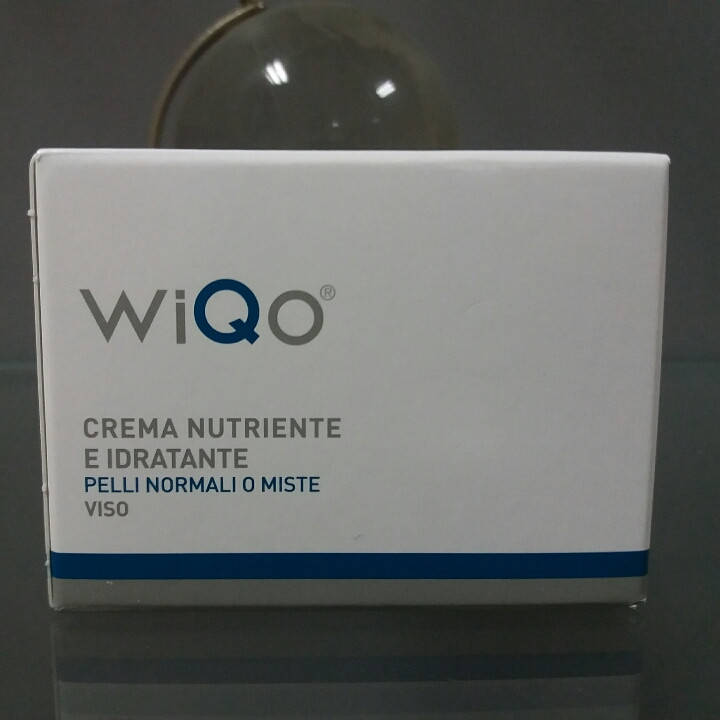 WiQo®
CREMA NUTRIENTE
E IDRATANTE
PELLI NORMALI O MISTE
VISO